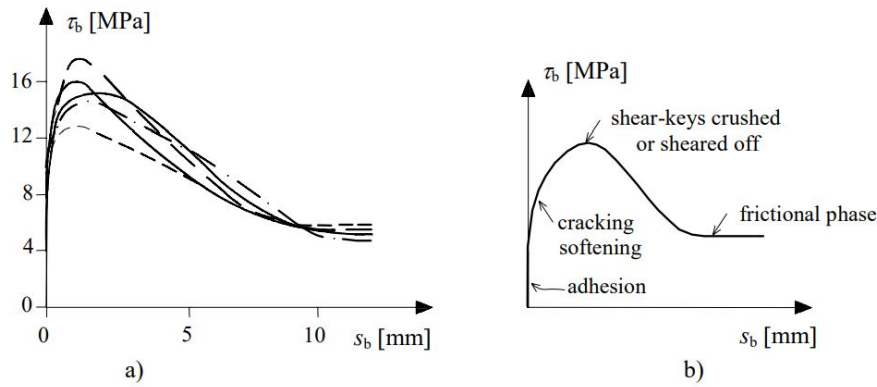 τb [MPa]
16
12
8
4
0
0
5
10
sb [mm]
a)
τb [MPa]
shear-keys crushed
or sheared off
frictional phase
cracking
softening
adhesion
sb [mm]
b)